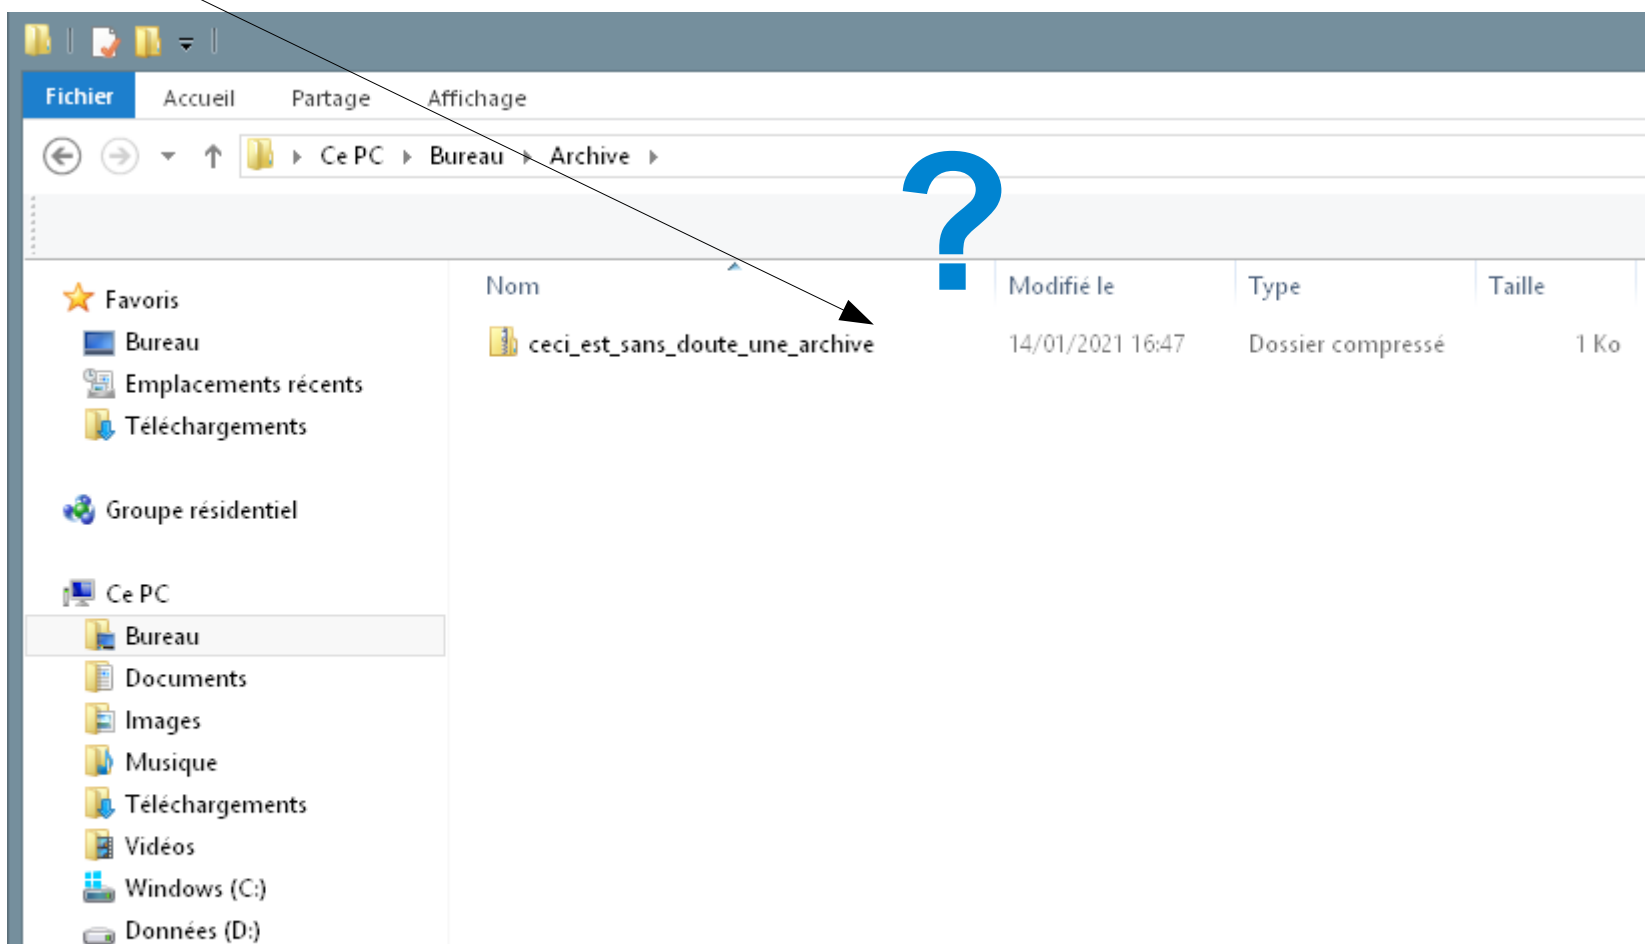 Fichier Accueil Partage Affichage
Ce PC Bureau Archive
?
Nom Modifié le Type Taille
ceci_est_sans_doute_une_archive 14/01/2021 16:47 Dossier compressé 1 Ko
Favoris
Bureau
Emplacements récents
Téléchargements
Groupe résidentiel
Ce PC
Bureau
Documents
Images
Musique
Téléchargements
Vidéos
Windows (C:)
Données (D:)